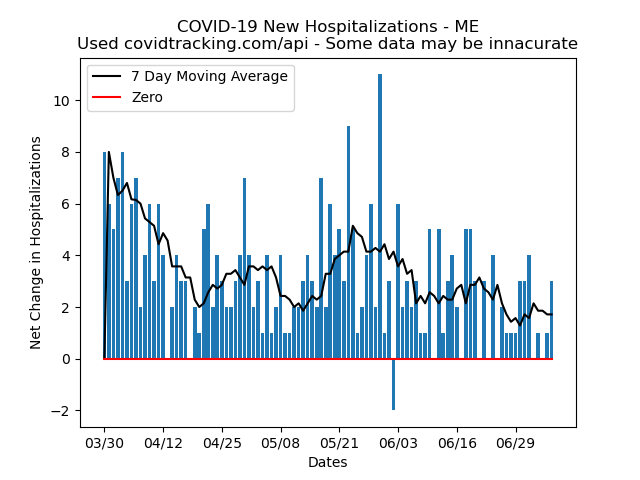 COVID-19 New Hospitalizations - ME
Used covidtracking.com/api - Some data may be innacurate
7 Day Moving Average
Zero
Net Change in Hospitalizations
10
8
6
4
2
0
−2
03/30 04/12 04/25 05/08 05/21 06/03 06/16 06/29
Dates